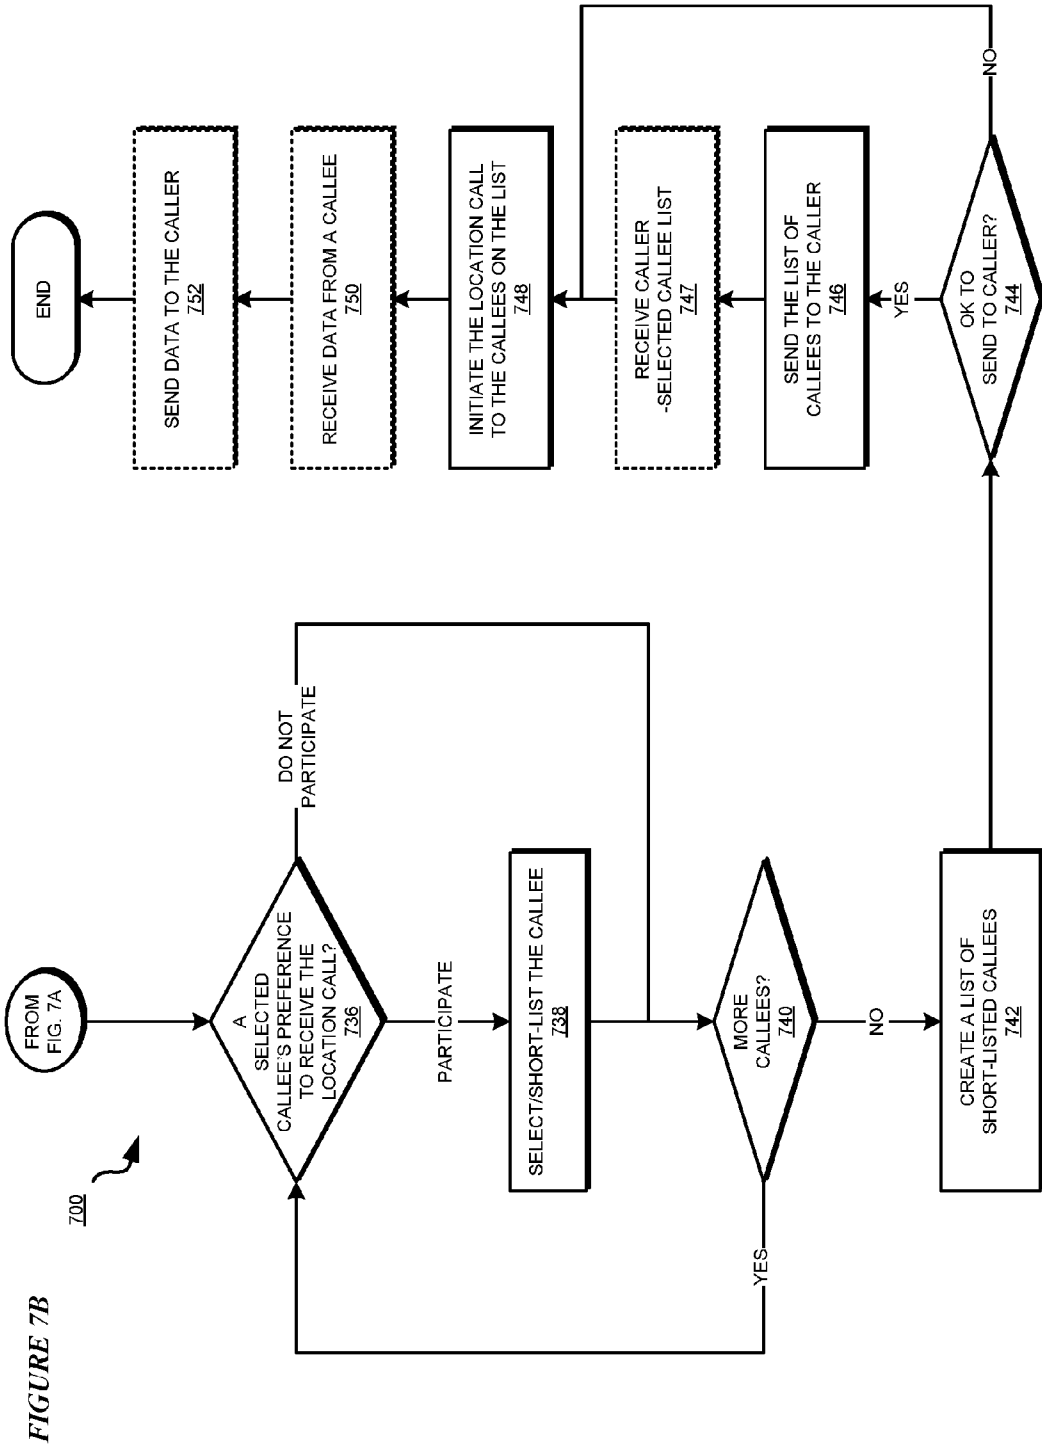 FIGURE 7B
700
FROM
FIG. 7A
A
SELECTED
CALLEE'S PREFERENCE
TO RECEIVE THE
LOCATION CALL?
736
DO NOT
PARTICIPATE
PARTICIPATE
SELECT/SHORT-LIST THE CALLEE
738
MORE
CALLEES?
740
YES
NO
CREATE A LIST OF
SHORT-LISTED CALLEES
742
OK TO
SEND TO CALLER?
744
NO
YES
SEND THE LIST OF
CALLEES TO THE CALLER
746
RECEIVE CALLER
-SELECTED CALLEE LIST
747
INITIATE THE LOCATION CALL
TO THE CALLEES ON THE LIST
748
RECEIVE DATA FROM A CALLEE
750
SEND DATA TO THE CALLER
752
END